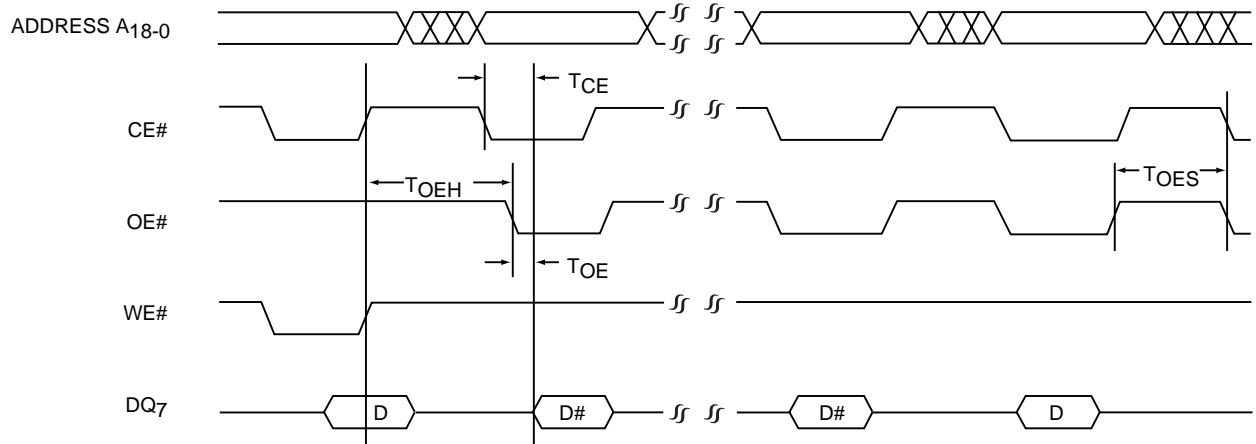 ADDRESS A18-0
TCE
CE#
TOEH
TOES
OE#
TOE
WE#
DQ7
D
D#
D#
D